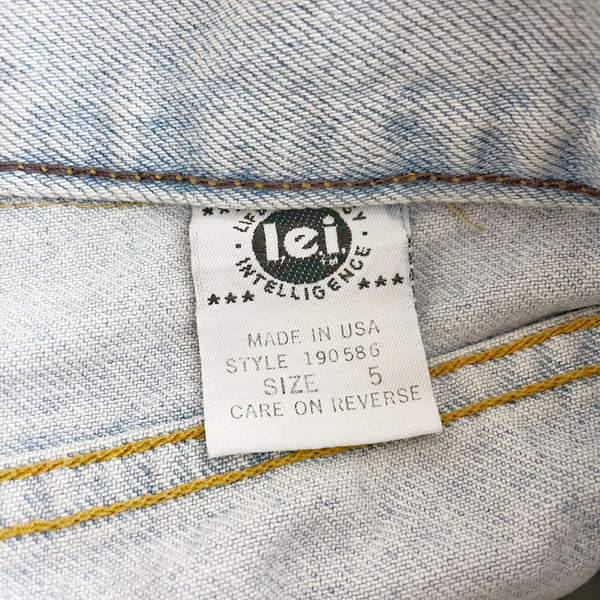 lei
INTELLIGENCE
MADE IN USA
STYLE 190586
SIZE 5
CARE ON REVERSE